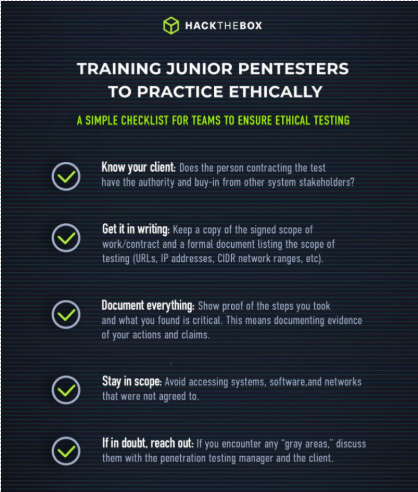 HACKTHEBOX
TRAINING JUNIOR PENTESTERS
TO PRACTICE ETHICALLY
A SIMPLE CHECKLIST FOR TEAMS TO ENSURE ETHICAL TESTING
Know your client: Does the person contracting the test
have the authority and buy-in from other system stakeholders?
Get it in writing: Keep a copy of the signed scope of
work/contract and a formal document listing the scope of
testing (URLs, IP addresses, CIDR network ranges, etc).
Document everything: Show proof of the steps you took
and what you found is critical. This means documenting evidence
of your actions and claims.
Stay in scope: Avoid accessing systems, software,and networks
that were not agreed to.
If in doubt, reach out: If you encounter any “gray areas,” discuss
them with the penetration testing manager and the client.